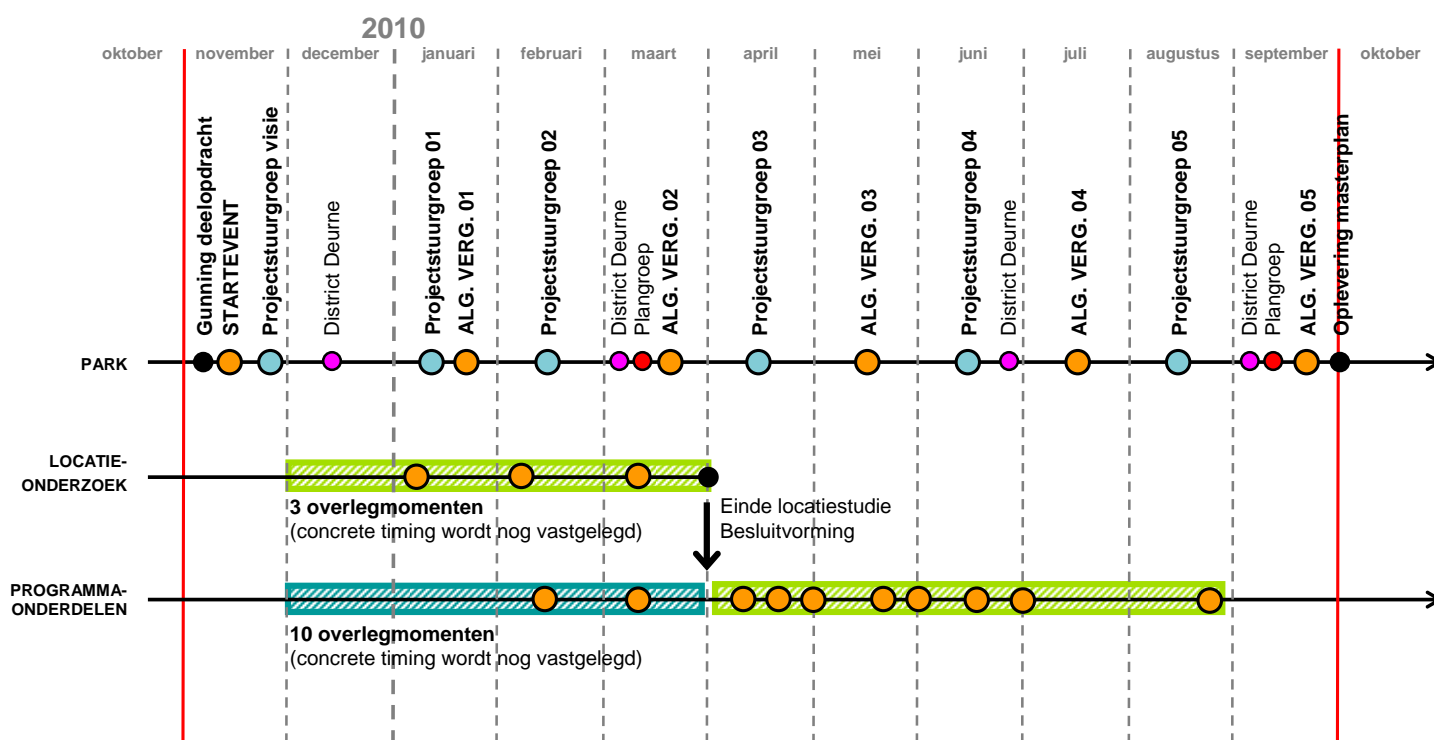 2010
oktober
november
december
januari
februari
maart
april
mei
juni
juli
augustus
september
oktober
Gunning deelopdracht
STARTEVENT
Projectstuurgroep visie
District Deurne
Projectstuurgroep 01
ALG. VERG. 01
Projectstuurgroep 02
District Deurne
Plangroep
ALG. VERG. 02
Projectstuurgroep 03
ALG. VERG. 03
Projectstuurgroep 04
District Deurne
ALG. VERG. 04
Projectstuurgroep 05
District Deurne
Plangroep
ALG. VERG. 05
Oplevering masterplan
PARK
LOCATIE-
ONDERZOEK
3 overlegmomenten
(concrete timing wordt nog vastgelegd)
Einde locatiestudie
Besluitvorming
PROGRAMMA-
ONDERDELEN
10 overlegmomenten
(concrete timing wordt nog vastgelegd)